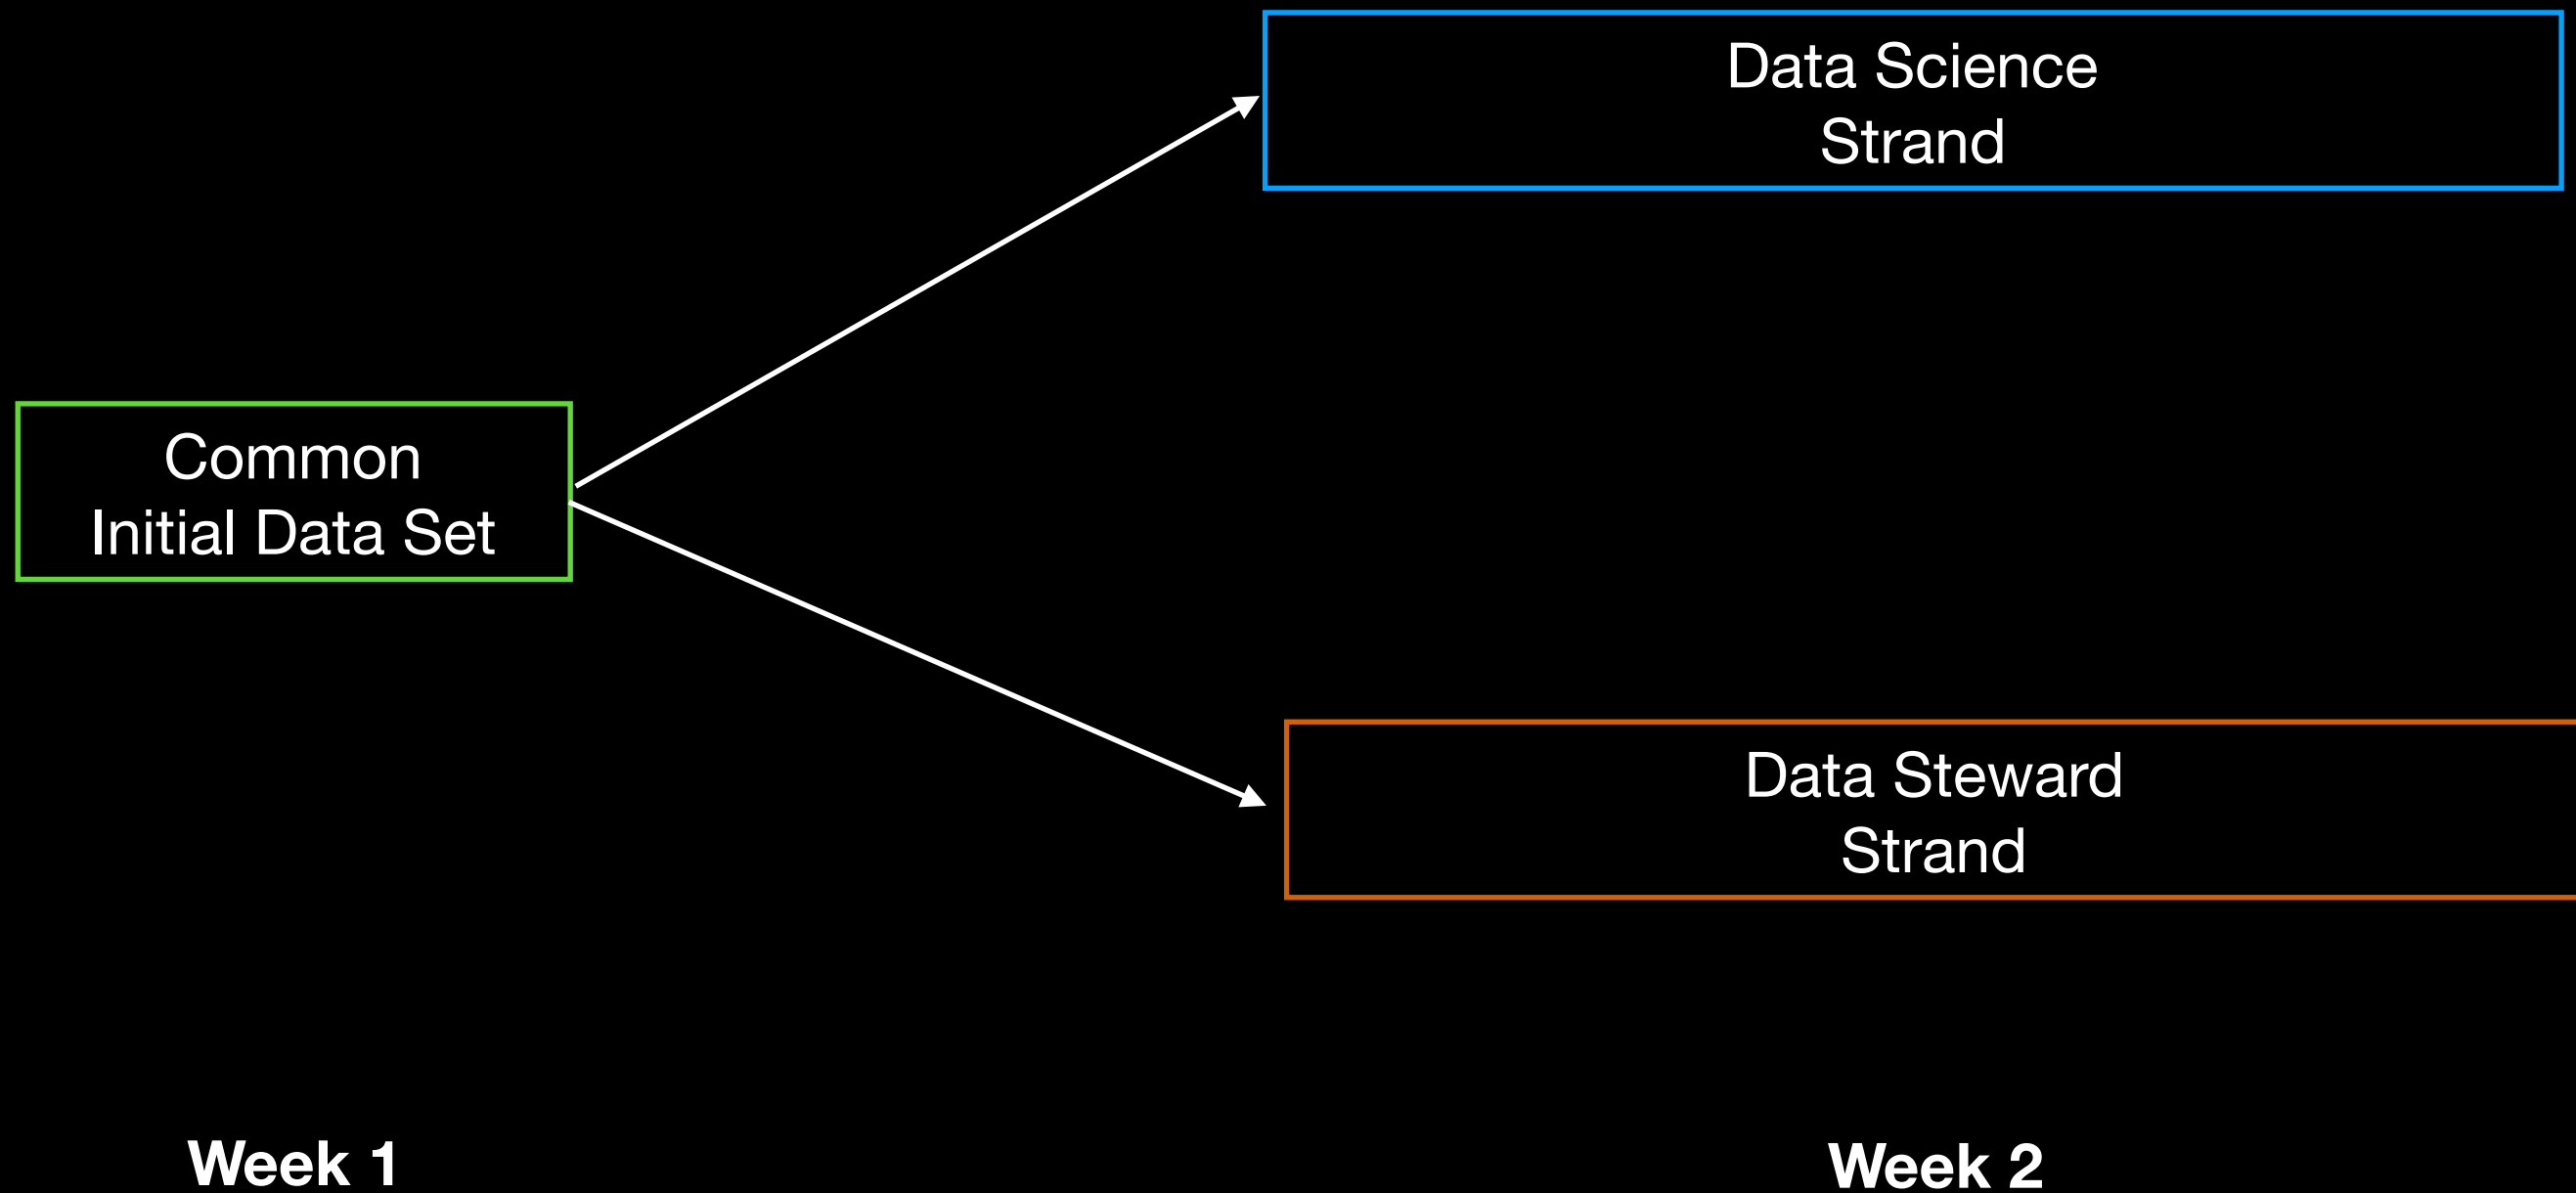 Data Science
Strand
Common
Initial Data Set
Data Steward
Strand
Week 1
Week 2